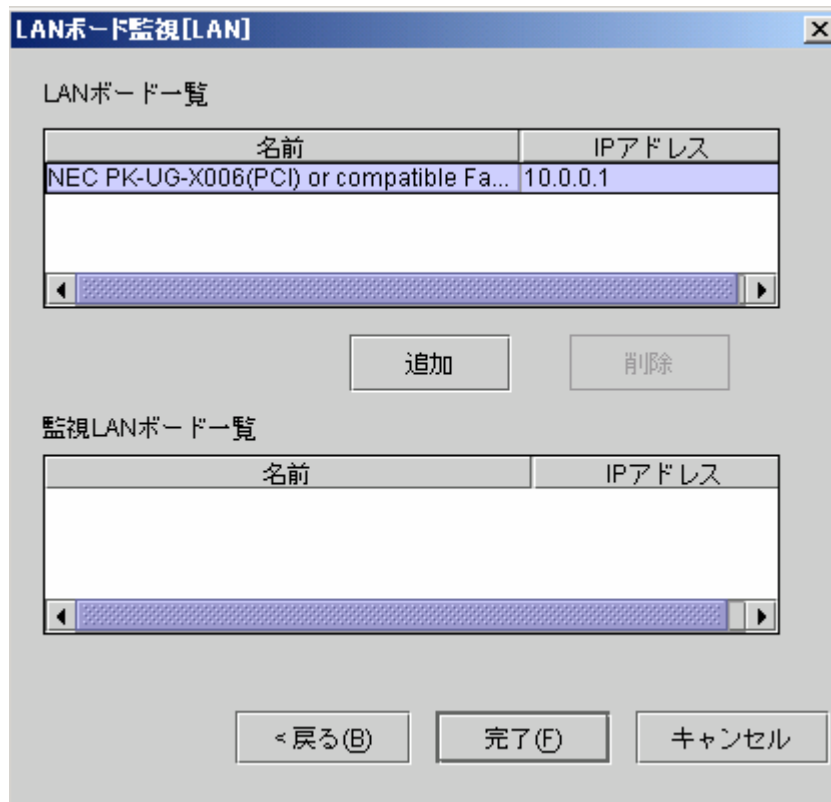 LANボード監視[LAN]
LANボード一覧
名前 IPアドレス
NEC PK-UG-X006(PCI) or compatible Fa... 10.0.0.1
追加 削除
監視LANボード一覧
名前 IPアドレス
<戻る(B) 完了(F) キャンセル